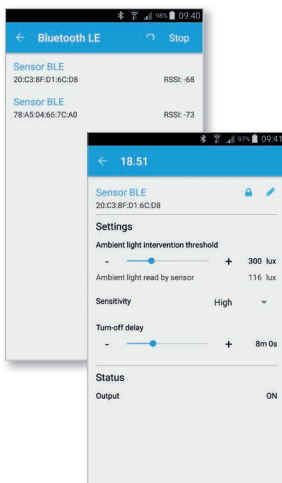 98% 09:40
Bluetooth LE Stop
Sensor BLE
20:C3:8F:D1:6C:D8 RSSI: -68
Sensor BLE
78:A5:04:66:7C:A0 RSSI: -73
97% 09:41
18.51
Sensor BLE
20:C3:8F:D1:6C:D8
Settings
Ambient light intervention threshold
- + 300 lux
Ambient light read by sensor 116 lux
Sensitivity High
Turn-off delay
- + 8m 0s
Status
Output ON